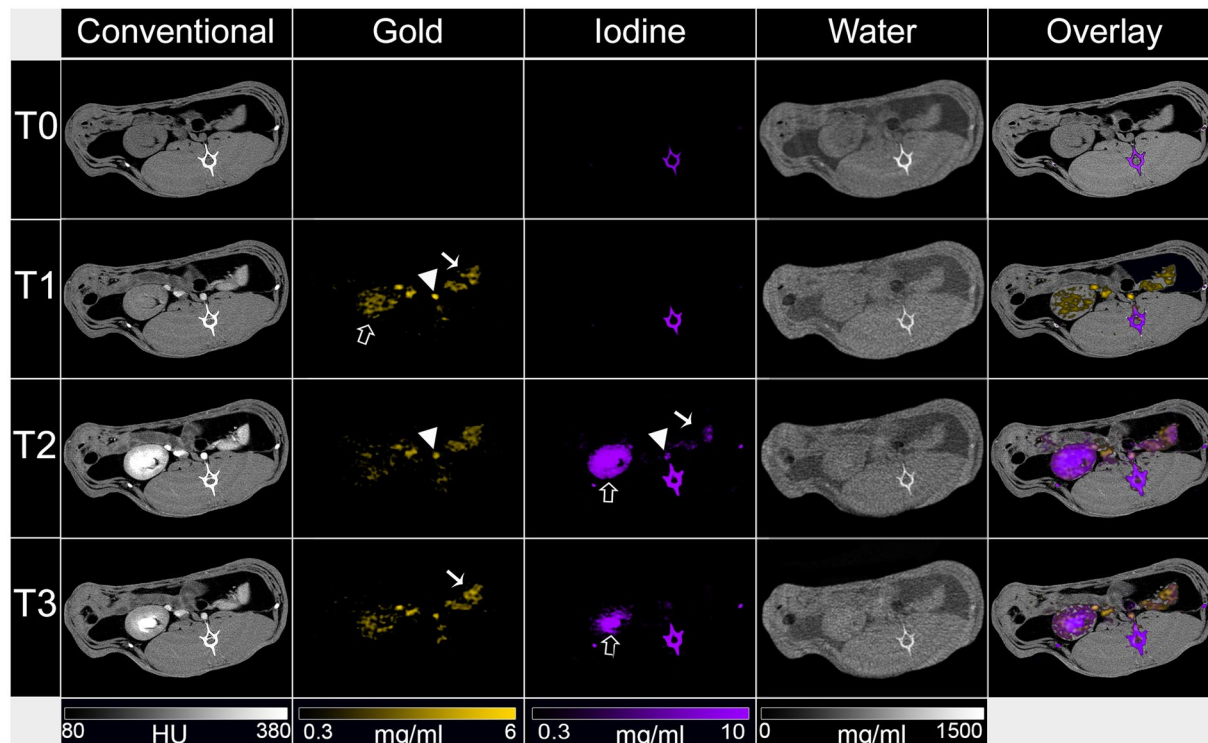 Conventional Gold Iodine Water Overlay
T0
T1
T2
T3
80 HU 380 0.3 mg/ml 6 0.3 mg/ml 10 0 mg/ml 1500